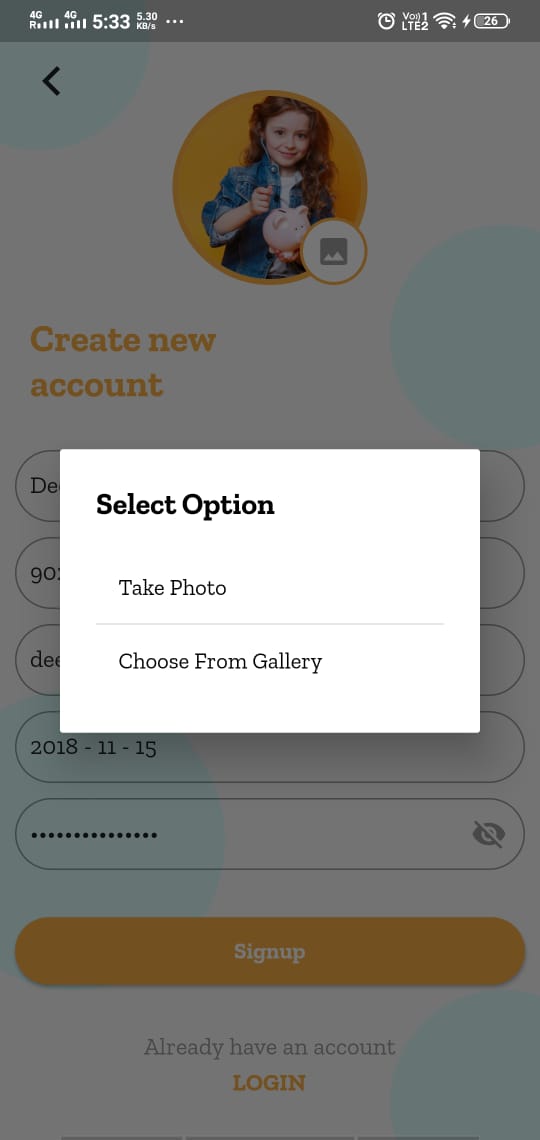 4G 4G 5:33 5.30 KB/s ... Vo)) 1 LTE2 26
R
Create new
account
De
902
dee
Select Option
Take Photo
Choose From Gallery
2018 - 11 - 15
•••••••••••••••
Signup
Already have an account
LOGIN